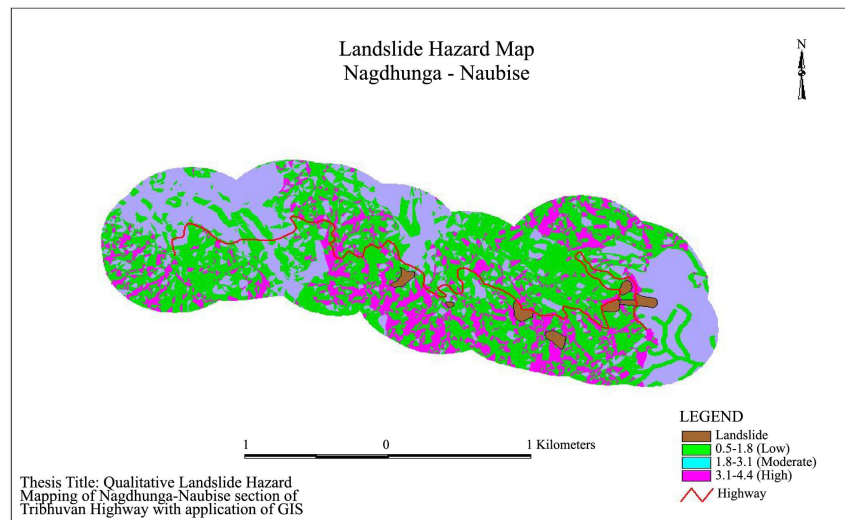 Landslide Hazard Map
Nagdhunga - Naubise
N
LEGEND
Landslide
0.5-1.8 (Low)
1.8-3.1 (Moderate)
3.1-4.4 (High)
Highway
1 0 1 Kilometers
Thesis Title: Qualitative Landslide Hazard
Mapping of Nagdhunga-Naubise section of
Tribhuvan Highway with application of GIS